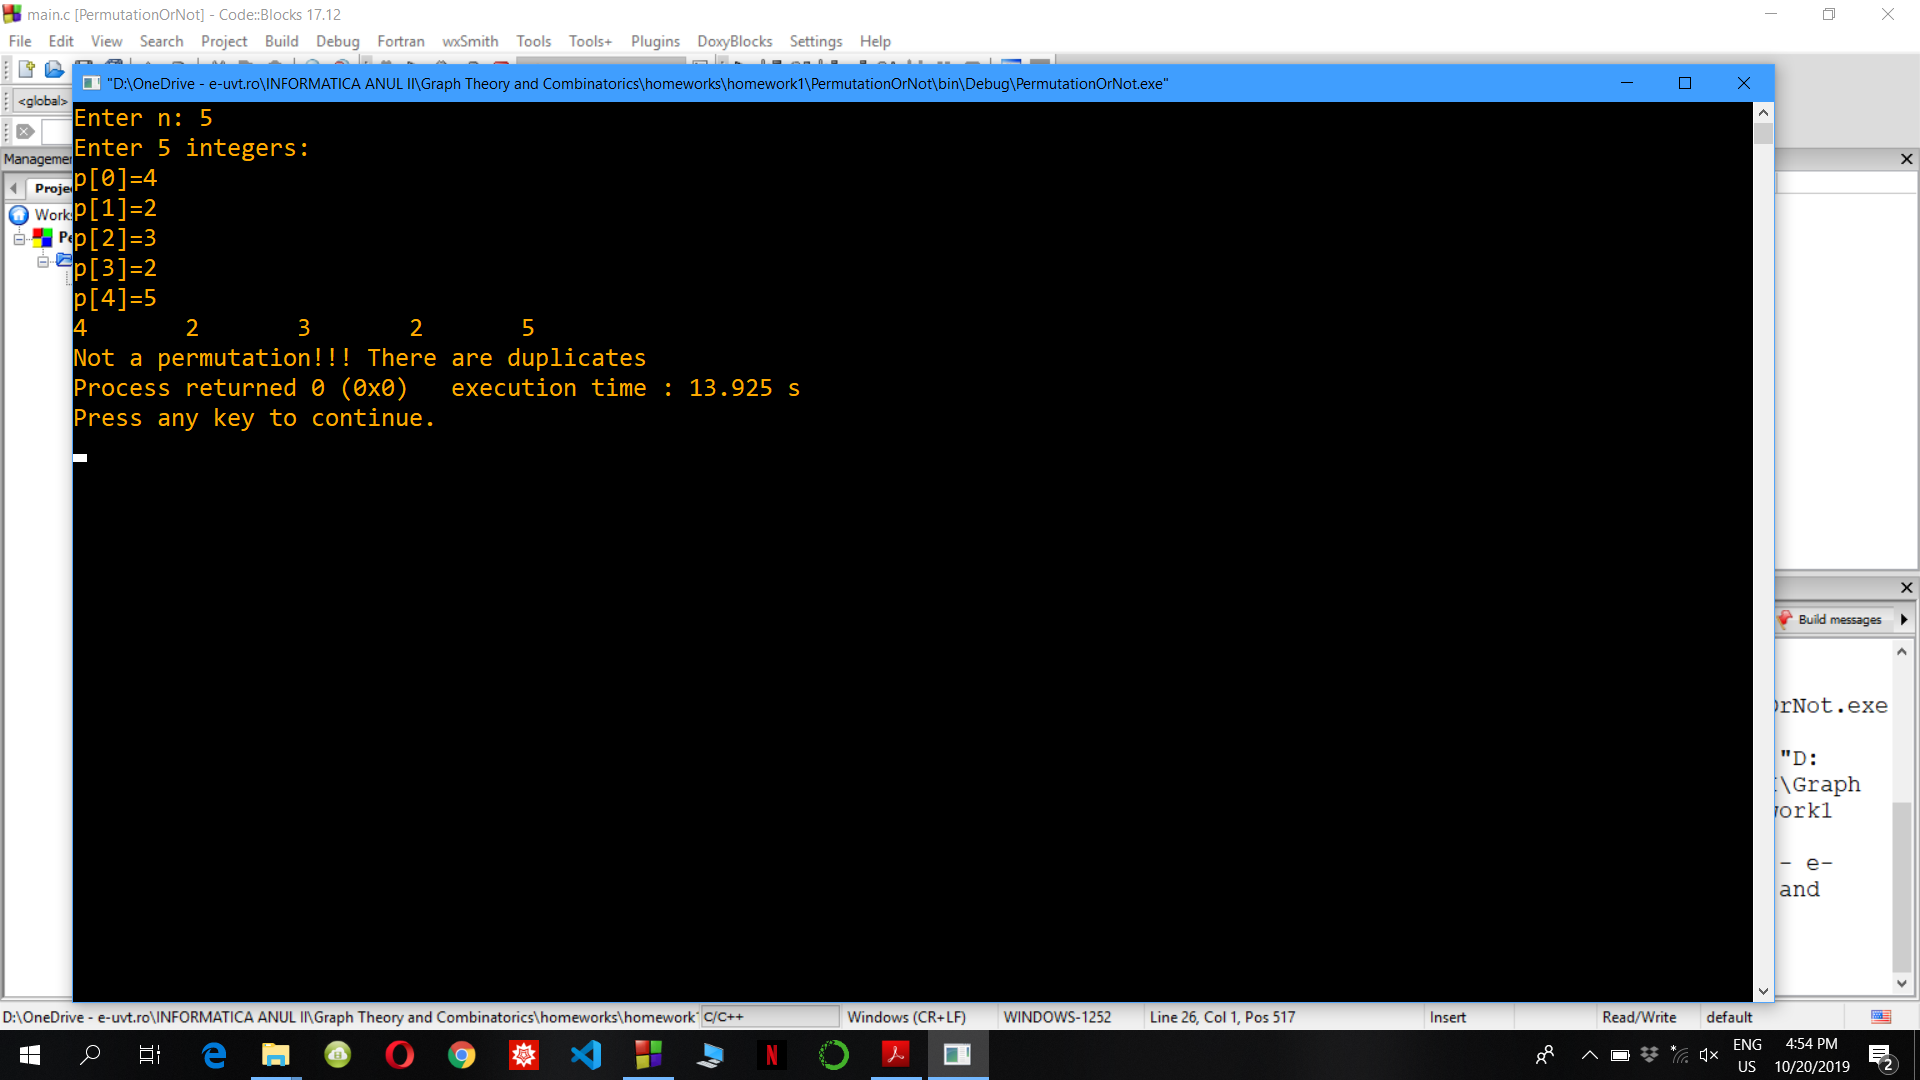 main.c [PermutationOrNot] - Code::Blocks 17.12
File Edit View Search Project Build Debug Fortran wxSmith Tools Tools+ Plugins DoxyBlocks Settings Help
"D:\OneDrive - e-uvt.ro\INFORMATICA ANUL II\Graph Theory and Combinatorics\homeworks\homework1\PermutationOrNot\bin\Debug\PermutationOrNot.exe"
<global>
Enter n: 5
Enter 5 integers:
p[0]=4
p[1]=2
p[2]=3
p[3]=2
p[4]=5
4 2 3 2 5
Not a permutation!!! There are duplicates
Process returned 0 (0x0) execution time : 13.925 s
Press any key to continue.
Build messages
OrNot.exe
"D:
I\Graph
work1
- e-
and
D:\OneDrive - e-uvt.ro\INFORMATICA ANUL II\Graph Theory and Combinatorics\homeworks\homework1 C/C++ Windows (CR+LF) WINDOWS-1252 Line 26, Col 1, Pos 517 Insert Read/Write default
ENG
US
4:54 PM
10/20/2019
2